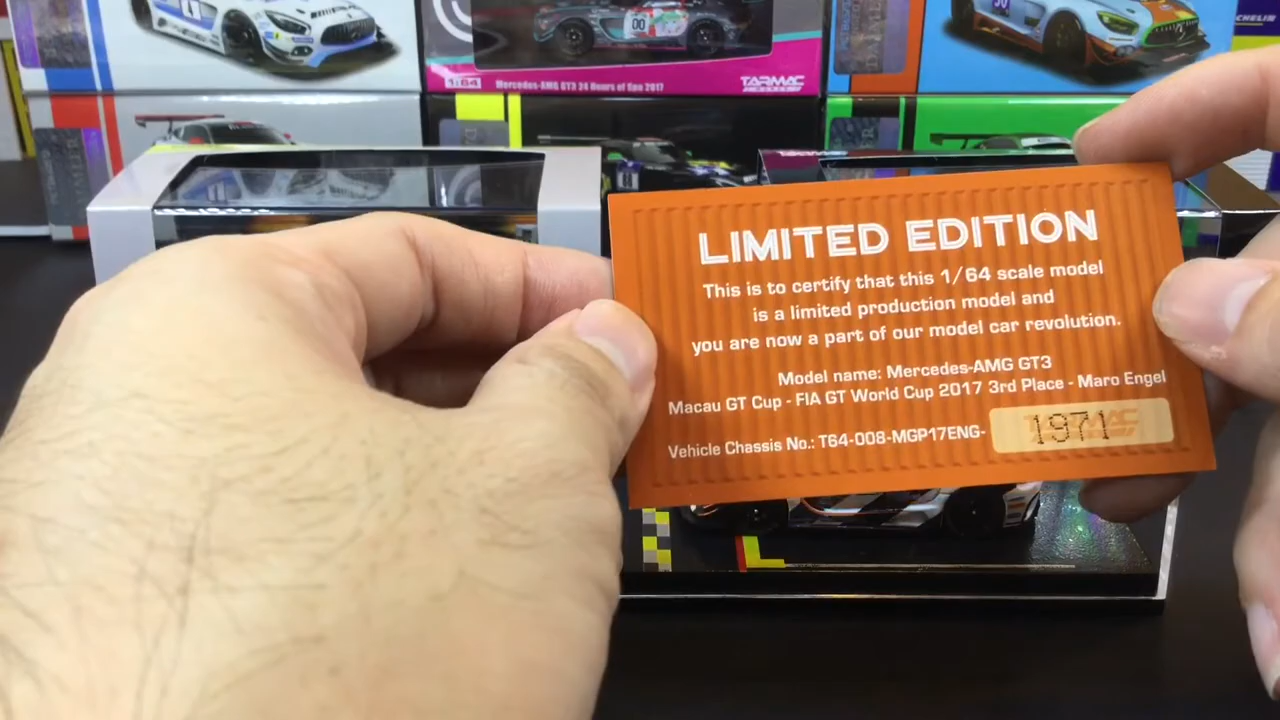 00
1:64
Mercedes-AMG GT3 24 Hours of Spa 2017
TARMAC
LIMITED EDITION
This is to certify that this 1/64 scale model
is a limited production model and
you are now a part of our model car revolution.
Model name: Mercedes-AMG GT3
Macau GT Cup - FIA GT World Cup 2017 3rd Place - Maro Engel
Vehicle Chassis No.: T64-008-MGP17ENG-
1971